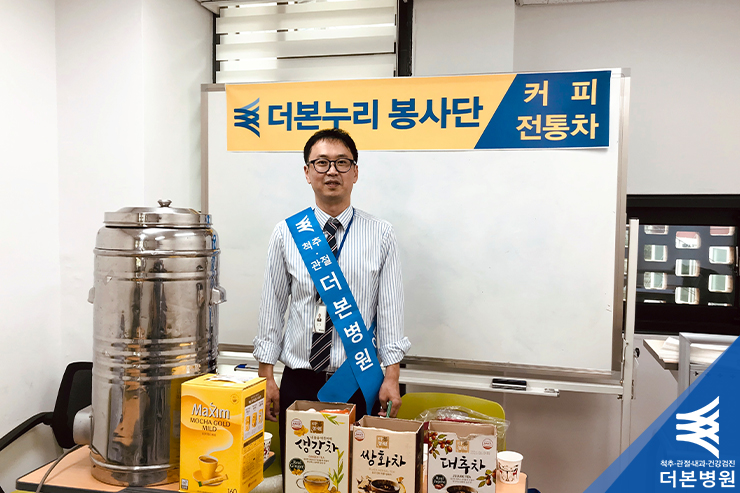 더본누리 봉사단
커 피
전통차
척추·관절 더본병원
Maxim
MOCHA GOLD
MILD
생강차
쌍화차
대추차
척추·관절·내과·건강검진
더본병원